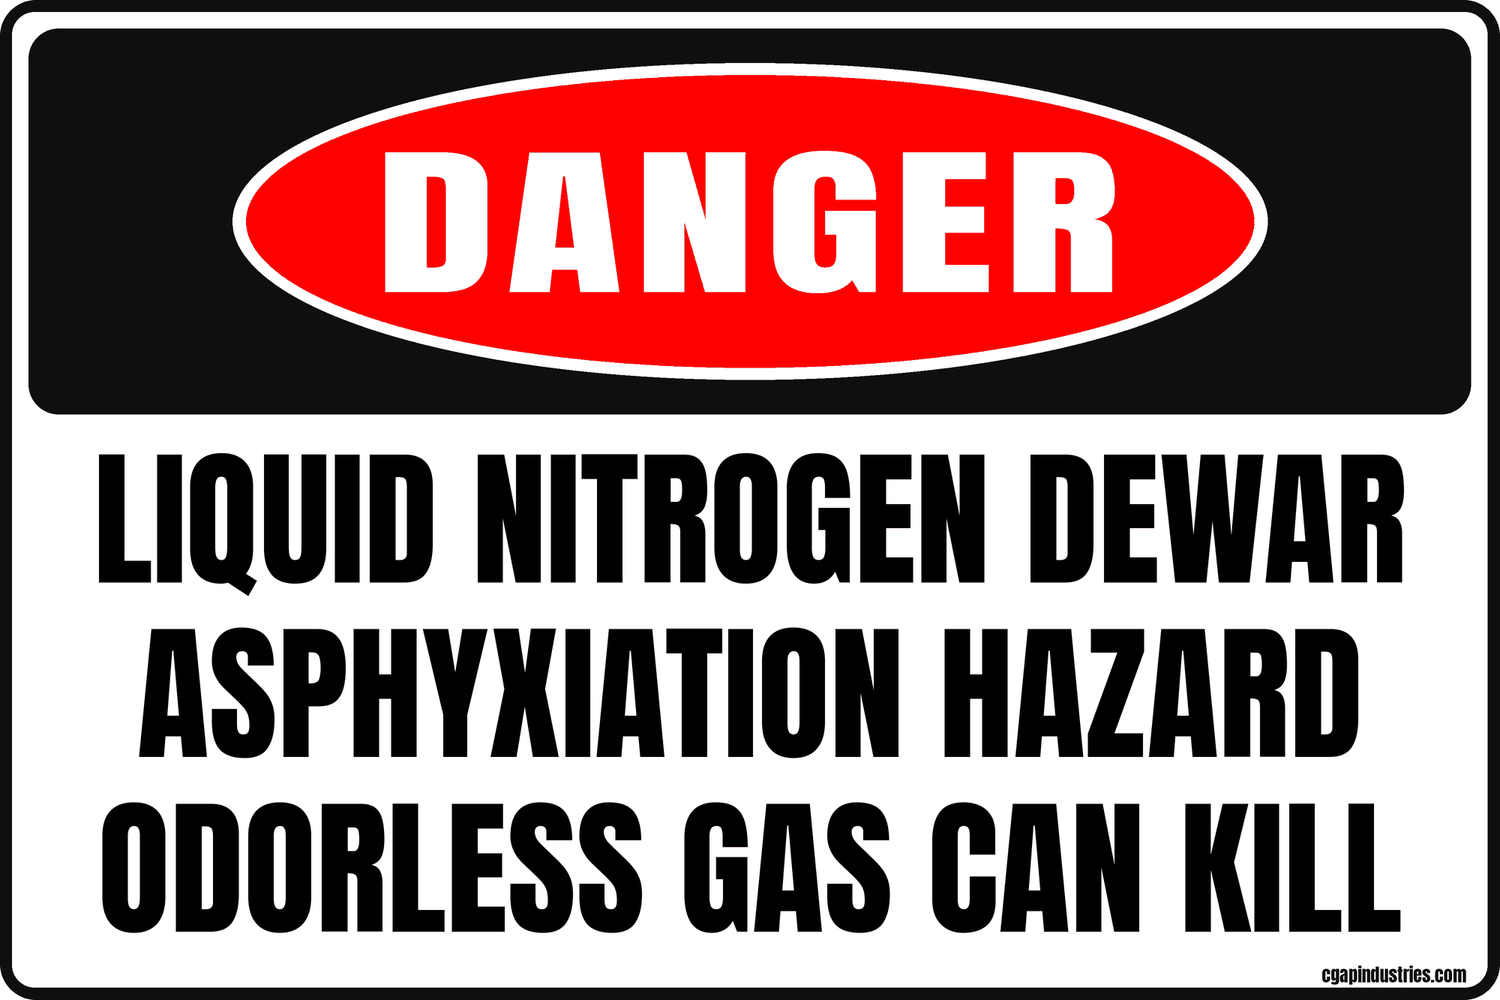 DANGER
LIQUID NITROGEN DEWAR
ASPHYXIATION HAZARD
ODORLESS GAS CAN KILL
cgapindustries.com